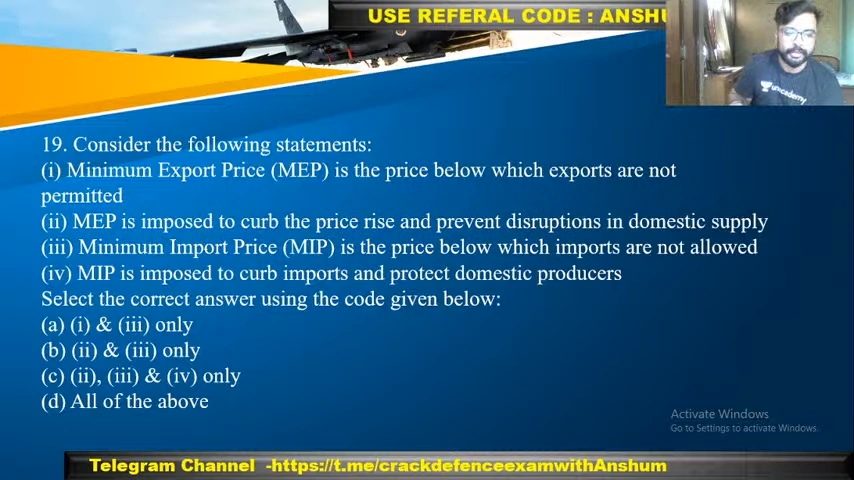 USE REFERAL CODE : ANSHU
unacademy
19. Consider the following statements:
(i) Minimum Export Price (MEP) is the price below which exports are not
permitted
(ii) MEP is imposed to curb the price rise and prevent disruptions in domestic supply
(iii) Minimum Import Price (MIP) is the price below which imports are not allowed
(iv) MIP is imposed to curb imports and protect domestic producers
Select the correct answer using the code given below:
(a) (i) & (iii) only
(b) (ii) & (iii) only
(c) (ii), (iii) & (iv) only
(d) All of the above
Activate Windows
Go to Settings to activate Windows.
Telegram Channel -https://t.me/crackdefenceexamwithAnshum